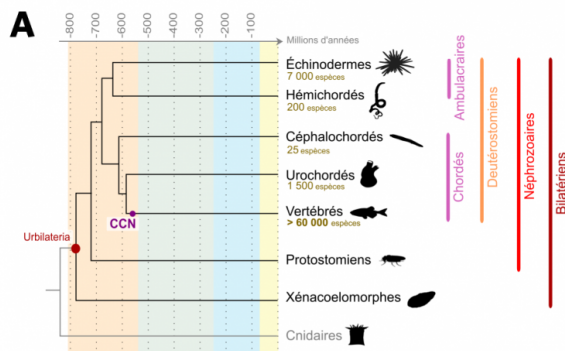 A
-800 -700 -600 -500 -400 -300 -200 -100
Millions d'années
Échinodermes
7 000 espèces
Hémichordés
200 espèces
Céphalochordés
25 espèces
Urochordés
1 500 espèces
Vertébrés
> 60 000 espèces
CCN
Urbilateria
Protostomiens
Xénacoelomorphes
Cnidaires
Ambulacraires
Chordés
Deutérostomiens
Néphrozoaires
Bilatériens